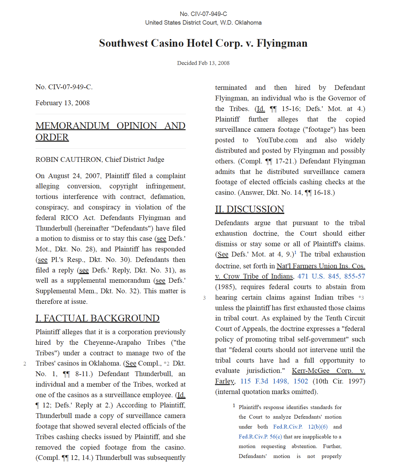 No. CIV-07-949-C
United States District Court, W.D. Oklahoma
Southwest Casino Hotel Corp. v. Flyingman
Decided Feb 13, 2008
No. CIV-07-949-C.
February 13, 2008
MEMORANDUM OPINION AND
ORDER
ROBIN CAUTHRON, Chief District Judge
On August 24, 2007, Plaintiff filed a complaint
alleging conversion, copyright infringement,
tortious interference with contract, defamation,
conspiracy, and conspiracy in violation of the
federal RICO Act. Defendants Flyingman and
Thunderbull (hereinafter "Defendants") have filed
a motion to dismiss or to stay this case (see Defs.'
Mot., Dkt. No. 28), and Plaintiff has responded
(see PL's Resp., Dkt. No. 30). Defendants then
filed a reply (see Defs.' Reply, Dkt. No. 31), as
well as a supplemental memorandum (see Defs.'
Supplemental Mem., Dkt. No. 32). This matter is
therefore at issue.
I. FACTUAL BACKGROUND
Plaintiff alleges that it is a corporation previously
hired by the Cheyenne-Arapaho Tribes ("the
Tribes") under a contract to manage two of the
2 Tribes' casinos in Oklahoma. (See Compl., *2 Dkt.
No. 1, ¶¶ 8-11.) Defendant Thunderbull, an
individual and a member of the Tribes, worked at
one of the casinos as a surveillance employee. (Id.
¶ 12; Defs.' Reply at 2.) According to Plaintiff,
Thunderbull made a copy of surveillance camera
footage that showed several elected officials of the
Tribes cashing checks issued by Plaintiff, and she
removed the copied footage from the casino.
(Compl. ¶¶ 12, 14.) Thunderbull was subsequently
terminated and then hired by Defendant
Flyingman, an individual who is the Governor of
the Tribes. (Id. ¶¶ 15-16; Defs.' Mot. at 4.)
Plaintiff further alleges that the copied
surveillance camera footage ("footage") has been
posted to YouTube.com and also widely
distributed and posted by Flyingman and possibly
others. (Compl. ¶¶ 17-21.) Defendant Flyingman
admits that he distributed surveillance camera
footage of elected officials cashing checks at the
casino. (Answer, Dkt. No. 14, ¶¶ 16-18.)
II. DISCUSSION
Defendants argue that pursuant to the tribal
exhaustion doctrine, the Court should either
dismiss or stay some or all of Plaintiff's claims.
(See Defs.' Mot. at 4, 9.)1 The tribal exhaustion
doctrine, set forth in Nat'l Farmers Union Ins. Cos.
v. Crow Tribe of Indians, 471 U.S. 845, 855-57
(1985), requires federal courts to abstain from
3 hearing certain claims against Indian tribes *3
unless the plaintiff has first exhausted those claims
in tribal court. As explained by the Tenth Circuit
Court of Appeals, the doctrine expresses a "federal
policy of promoting tribal self-government" such
that "federal courts should not intervene until the
tribal courts have had a full opportunity to
evaluate jurisdiction." Kerr-McGee Corp. v.
Farley, 115 F.3d 1498, 1502 (10th Cir. 1997)
(internal quotation marks omitted).
1 Plaintiff's response identifies standards for
the Court to analyze Defendants' motion
under both Fed.R.Civ.P. 12(b)(6) and
Fed.R.Civ.P. 56(a) that are inapplicable to a
motion requesting abstention. Further,
Defendants' motion is not properly